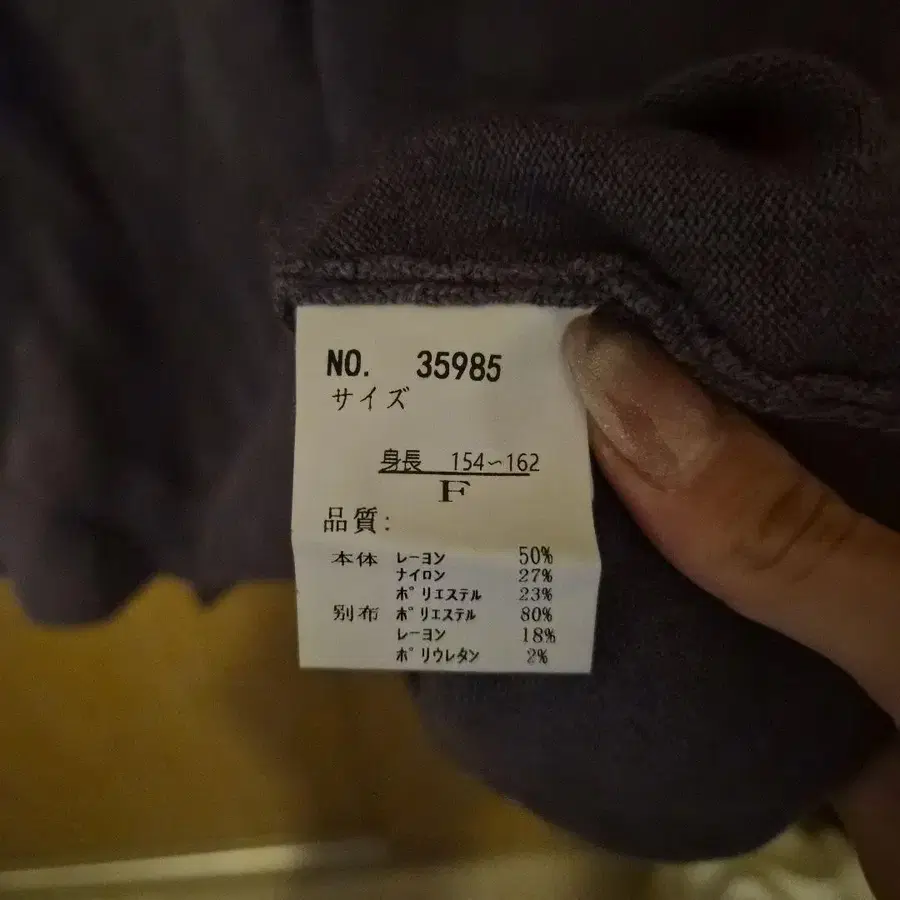 NO. 35985
サイズ
身長 154~162
F
品質:
本体 レーヨン 50%
ナイロン 27%
ポリエステル 23%
別布 ポリエステル 80%
レーヨン 18%
ポリウレタン 2%